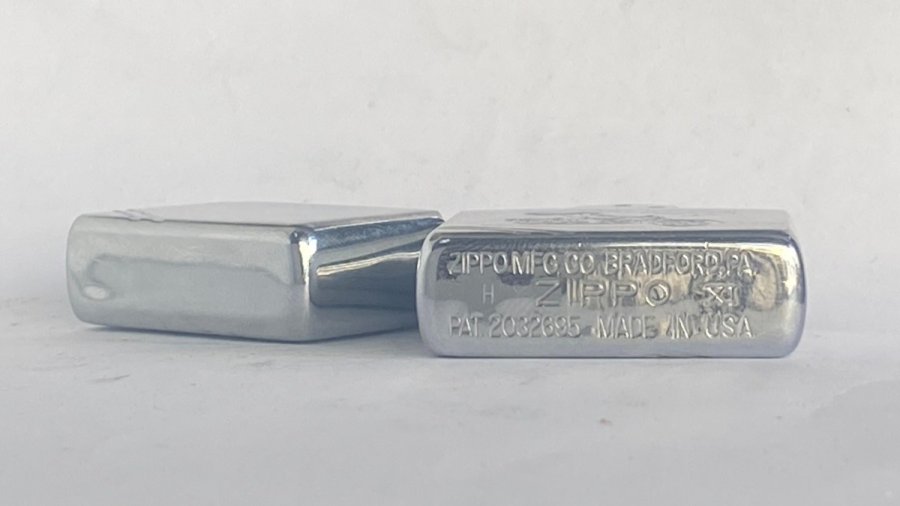 ZIPPO MFG. CO. BRADFORD, PA.
H ZIPPO XI
PAT. 2032695 MADE IN U.S.A.